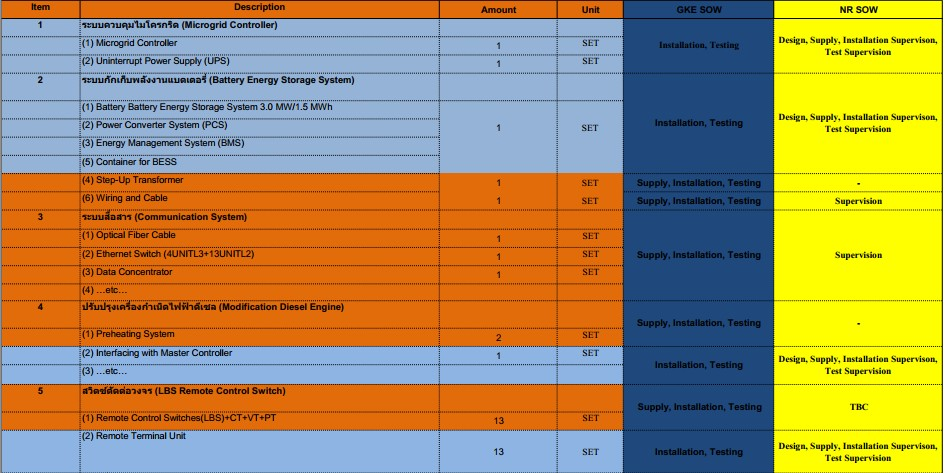 Item Description Amount Unit GKE SOW NR SOW
1 ระบบควบคุมไมโครกริด (Microgrid Controller)
(1) Microgrid Controller 1 SET
(2) Uninterrupt Power Supply (UPS) 1 SET
Installation, Testing
Design, Supply, Installation Supervison,
Test Supervision
2 ระบบกักเก็บพลังงานแบตเตอรี่ (Battery Energy Storage System)
(1) Battery Battery Energy Storage System 3.0 MW/1.5 MWh
(2) Power Converter System (PCS)
(3) Energy Management System (BMS)
(5) Container for BESS
1 SET
Installation, Testing
Design, Supply, Installation Supervison,
Test Supervision
(4) Step-Up Transformer 1 SET Supply, Installation, Testing -
(6) Wiring and Cable 1 SET Supply, Installation, Testing Supervision
3 ระบบสื่อสาร (Communication System)
(1) Optical Fiber Cable 1 SET
(2) Ethernet Switch (4UNITL3+13UNITL2) 1 SET
(3) Data Concentrator 1 SET
(4) ...etc...
Supply, Installation, Testing
Supervision
4 ปรับปรุงเครื่องกำเนิดไฟฟ้าดีเซล (Modification Diesel Engine)
(1) Preheating System 2 SET
Supply, Installation, Testing
-
(2) Interfacing with Master Controller 1 SET
(3) ...etc...
Installation, Testing
Design, Supply, Installation Supervison,
Test Supervision
5 สวิตซ์ตัดต่อวงจร (LBS Remote Control Switch)
(1) Remote Control Switches(LBS)+CT+VT+PT 13 SET
Supply, Installation, Testing
TBC
(2) Remote Terminal Unit 13 SET
Installation, Testing
Design, Supply, Installation Supervison,
Test Supervision